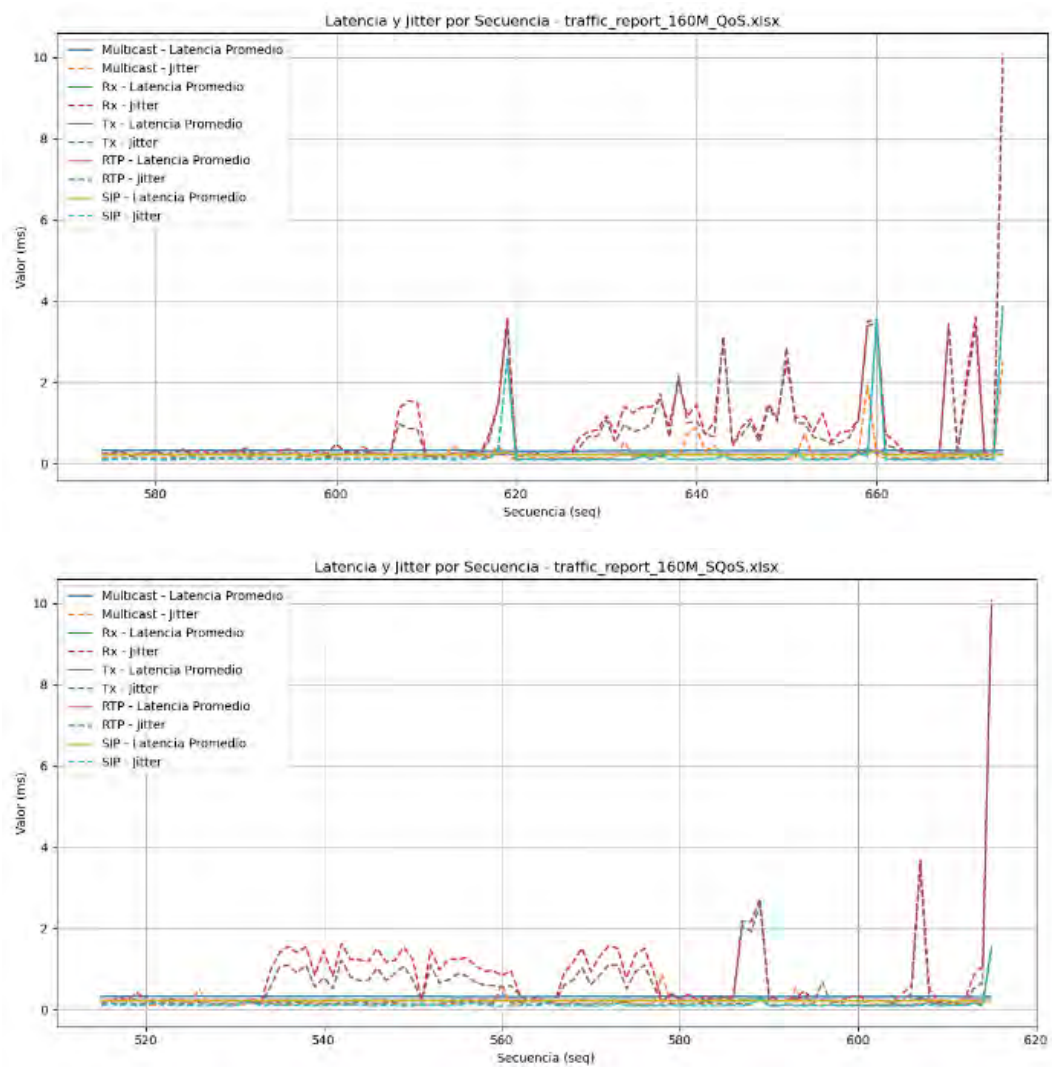 Latencia y Jitter por Secuencia - traffic_report_160M_QoS.xlsx
Multicast - Latencia Promedio
Multicast - Jitter
Rx - Latencia Promedio
Rx - Jitter
Tx - Latencia Promedio
Tx - Jitter
RTP - Latencia Promedio
RTP - Jitter
SIP - Latencia Promedio
SIP - Jitter
Valor (ms)
10
8
6
4
2
0
580 600 620 640 660
Secuencia (seq)
Latencia y Jitter por Secuencia - traffic_report_160M_SQoS.xlsx
Multicast - Latencia Promedio
Multicast - Jitter
Rx - Latencia Promedio
Rx - Jitter
Tx - Latencia Promedio
Tx - Jitter
RTP - Latencia Promedio
RTP - Jitter
SIP - Latencia Promedio
SIP - Jitter
Valor (ms)
10
8
6
4
2
0
520 540 560 580 600 620
Secuencia (seq)